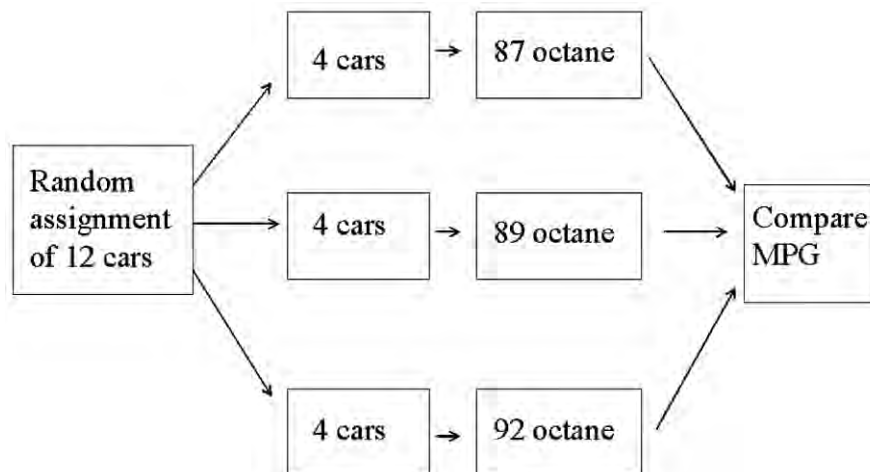 Random
assignment
of 12 cars
4 cars
87 octane
4 cars
89 octane
4 cars
92 octane
Compare
MPG